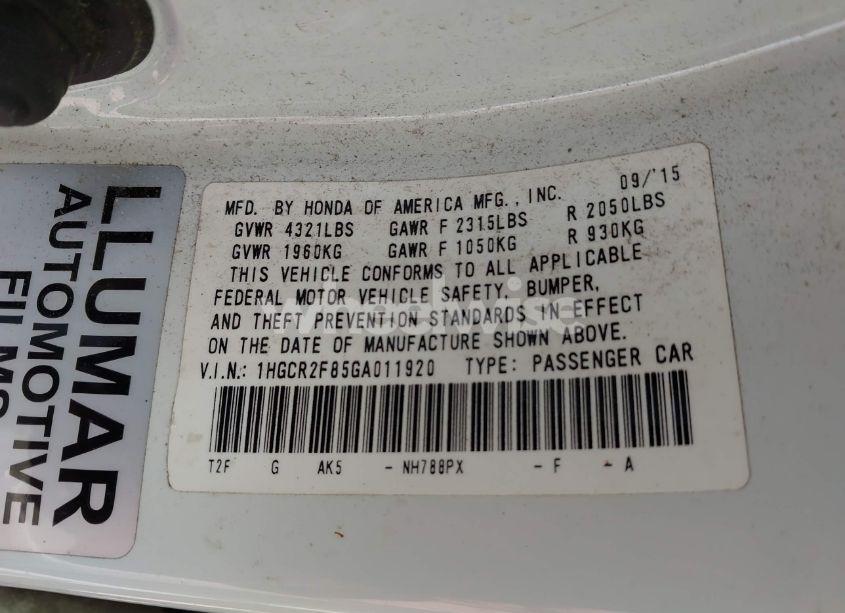 MFD. BY HONDA OF AMERICA MFG., INC. 09/'15
GVWR 4321LBS GAWR F 2315LBS R 2050LBS
GVWR 1960KG GAWR F 1050KG R 930KG
THIS VEHICLE CONFORMS TO ALL APPLICABLE
FEDERAL MOTOR VEHICLE SAFETY, BUMPER,
AND THEFT PREVENTION STANDARDS IN EFFECT
ON THE DATE OF MANUFACTURE SHOWN ABOVE.
V.I.N.: 1HGCR2F85GA011920 TYPE: PASSENGER CAR
T2F G AK5 - NH788PX - F - A
LLUMAR
AUTOMOTIVE
FILMS
wheelwise